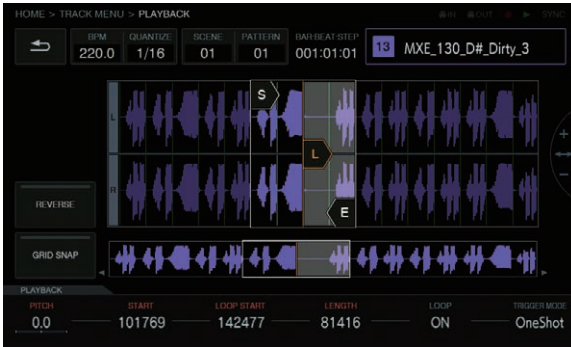 HOME > TRACK MENU > PLAYBACK
IN OUT SYNC
BPM QUANTIZE SCENE PATTERN BAR:BEAT:STEP
220.0 1/16 01 01 001:01:01 13 MXE_130_D#_Dirty_3
S
L
L
R
E
REVERSE
GRID SNAP
PLAYBACK
PITCH START LOOP START LENGTH LOOP TRIGGER MODE
0.0 101769 142477 81416 ON OneShot